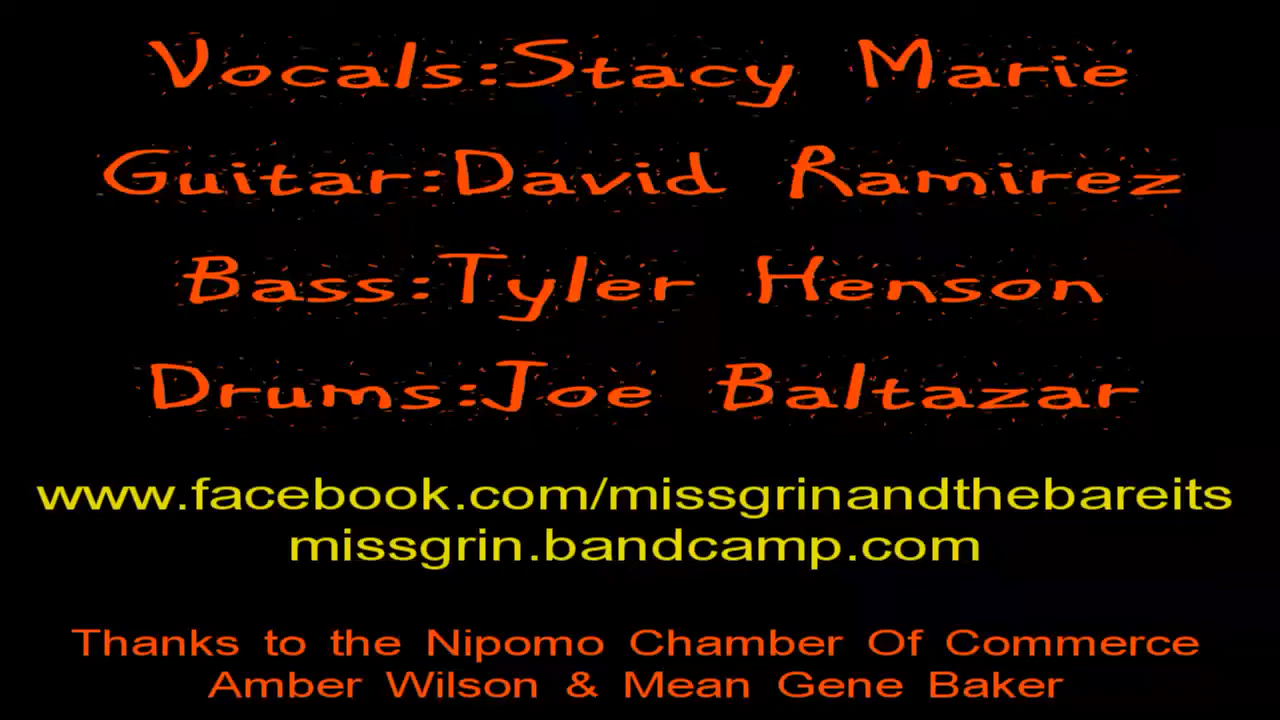 Vocals:Stacy Marie
Guitar:David Ramirez
Bass:Tyler Henson
Drums:Joe Baltazar
www.facebook.com/missgrinandthebareits
missgrin.bandcamp.com
Thanks to the Nipomo Chamber Of Commerce
Amber Wilson & Mean Gene Baker